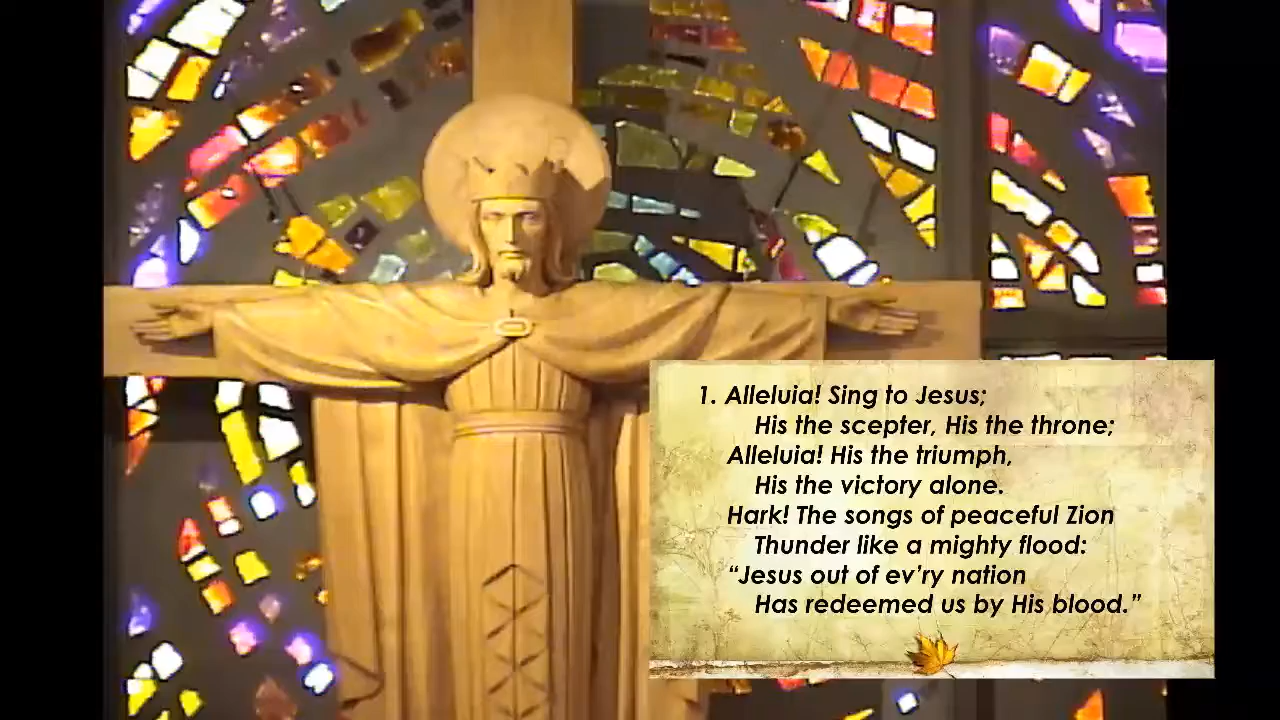 1. Alleluia! Sing to Jesus;
His the scepter, His the throne;
Alleluia! His the triumph,
His the victory alone.
Hark! The songs of peaceful Zion
Thunder like a mighty flood:
“Jesus out of ev’ry nation
Has redeemed us by His blood.”